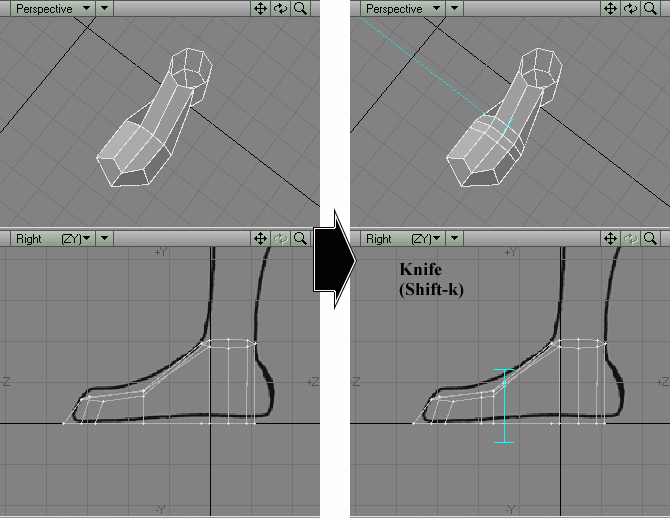 Perspective
Perspective
Right (ZY)
+Y
-Z
+Z
-Y
Right (ZY)
+Y
Knife
(Shift-k)
-Z
+Z
-Y